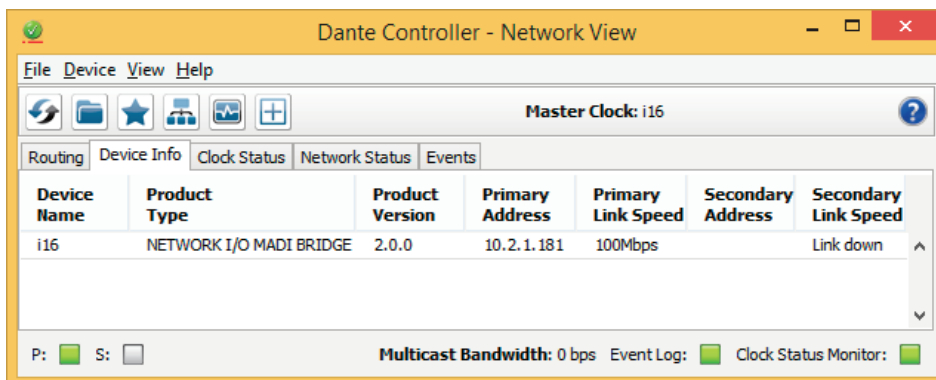 Dante Controller - Network View
File Device View Help
Master Clock: i16
Routing Device Info Clock Status Network Status Events
Device Name Product Type Product Version Primary Address Primary Link Speed Secondary Address Secondary Link Speed
i16 NETWORK I/O MADI BRIDGE 2.0.0 10.2.1.181 100Mbps Link down
P: S: Multicast Bandwidth: 0 bps Event Log: Clock Status Monitor: